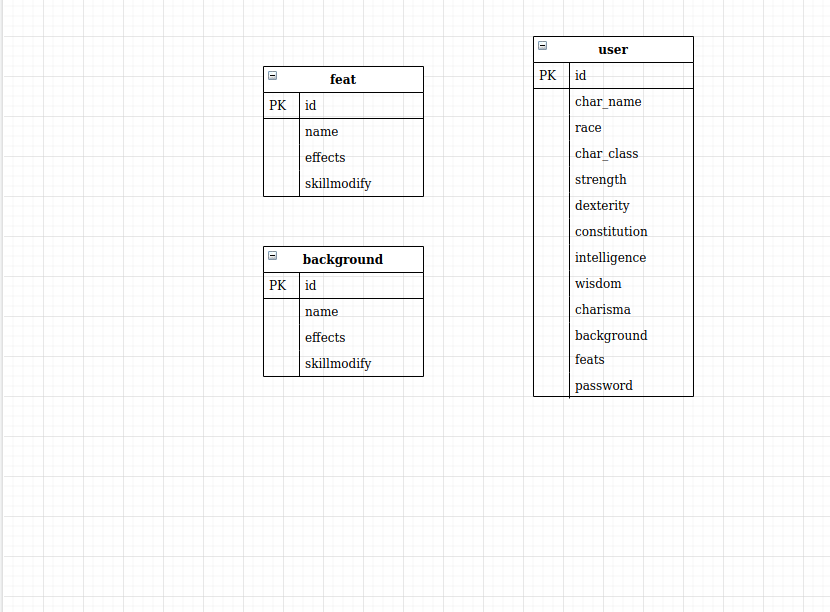 feat
PK id
name
effects
skillmodify
background
PK id
name
effects
skillmodify
user
PK id
char_name
race
char_class
strength
dexterity
constitution
intelligence
wisdom
charisma
background
feats
password